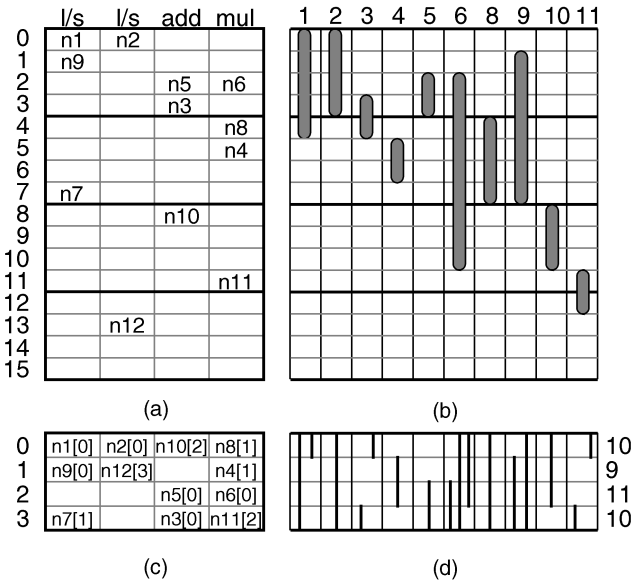 l/s l/s add mul 1 2 3 4 5 6 7 8 9 10 11
0 n1 n2
1 n9
2 n5 n6
3 n3
4 n8
5 n4
6
7 n7
8 n10
9
10
11 n11
12
13 n12
14
15
(a) (b)
0 n1[0] n2[0] n10[2] n8[1] 10
1 n9[0] n12[3] n4[1] 9
2 n5[0] n6[0] 11
3 n7[1] n3[0] n11[2] 10
(c) (d)